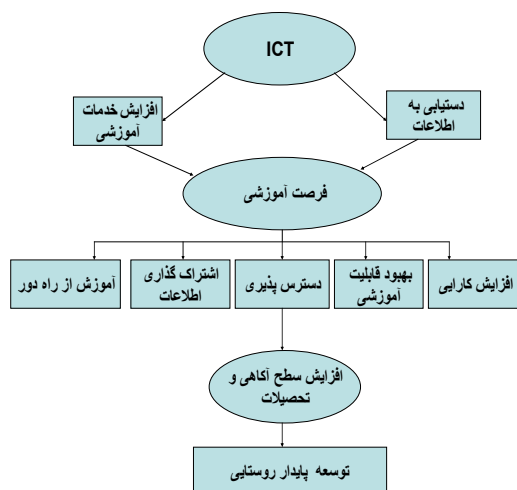 ICT
دستیابی به
اطلاعات
افزایش خدمات
آموزشی
فرصت آموزشی
افزایش کارایی
بهبود قابلیت
آموزشی
دسترس پذیری
اشتراک گذاری
اطلاعات
آموزش از راه دور
افزایش سطح آکاهی و
تحصیلات
توسعه پایدار روستایی